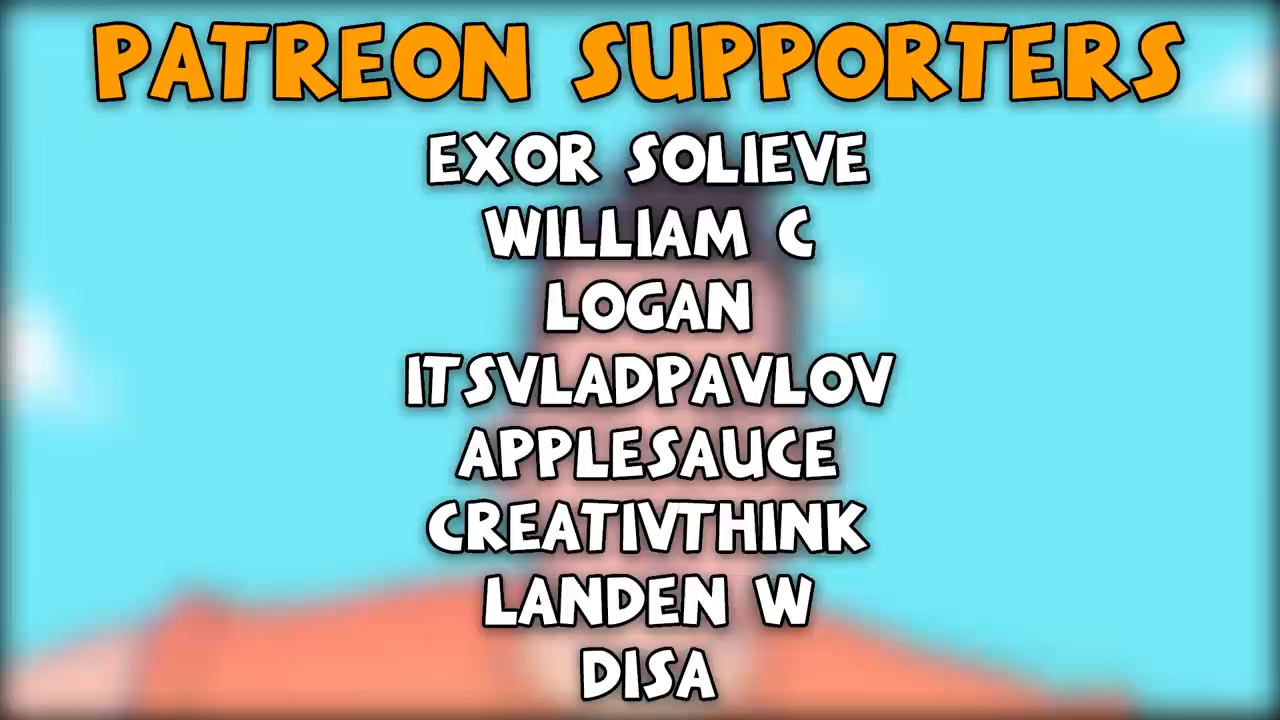 PATREON SUPPORTERS
EXOR SOLIEVE
WILLIAM C
LOGAN
ITSVLADPAVLOV
APPLESAUCE
CREATIVTHINK
LANDEN W
DISA